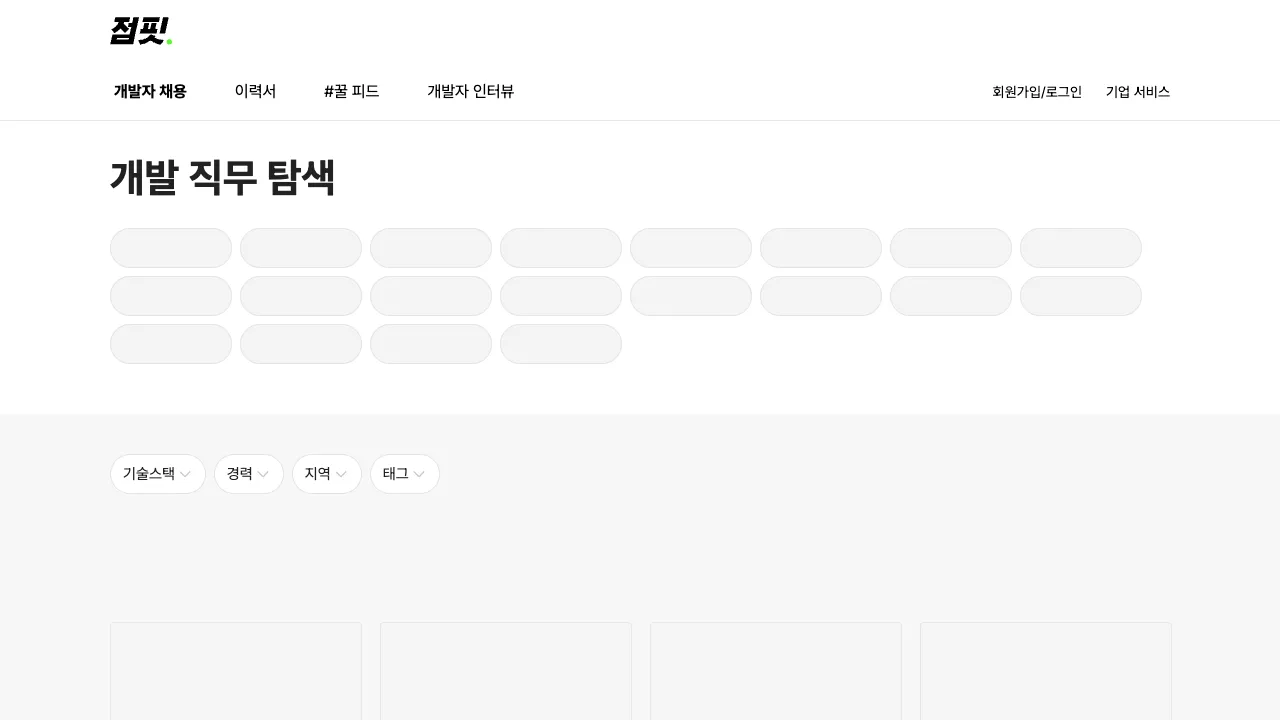 점핏.
개발자 채용 이력서 #꿀 피드 개발자 인터뷰 회원가입/로그인 기업 서비스
개발 직무 탐색
기술스택 경력 지역 태그